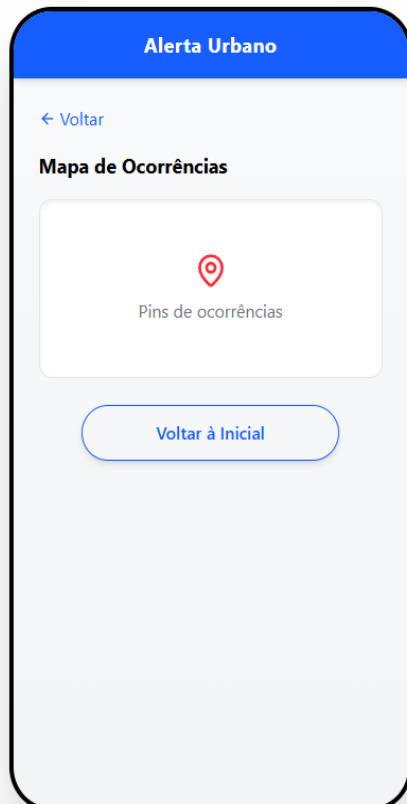 Alerta Urbano
← Voltar
Mapa de Ocorrências
Pins de ocorrências
Voltar à Inicial